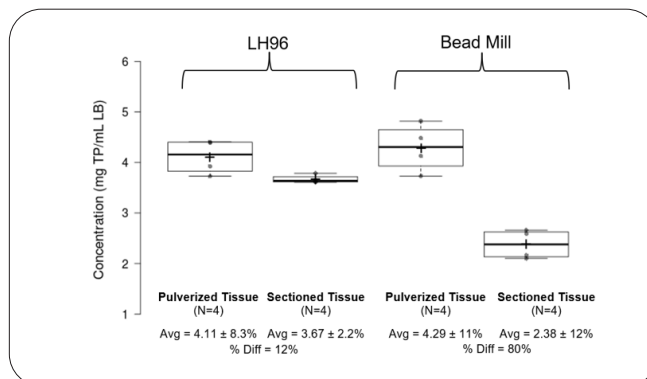 LH96 Bead Mill
Concentration (mg TP/mL LB)
6
5
4
3
2
1
Pulverized Tissue Sectioned Tissue Pulverized Tissue Sectioned Tissue
(N=4) (N=4) (N=4) (N=4)
Avg = 4.11 ± 8.3% Avg = 3.67 ± 2.2% Avg = 4.29 ± 11% Avg = 2.38 ± 12%
% Diff = 12% % Diff = 80%